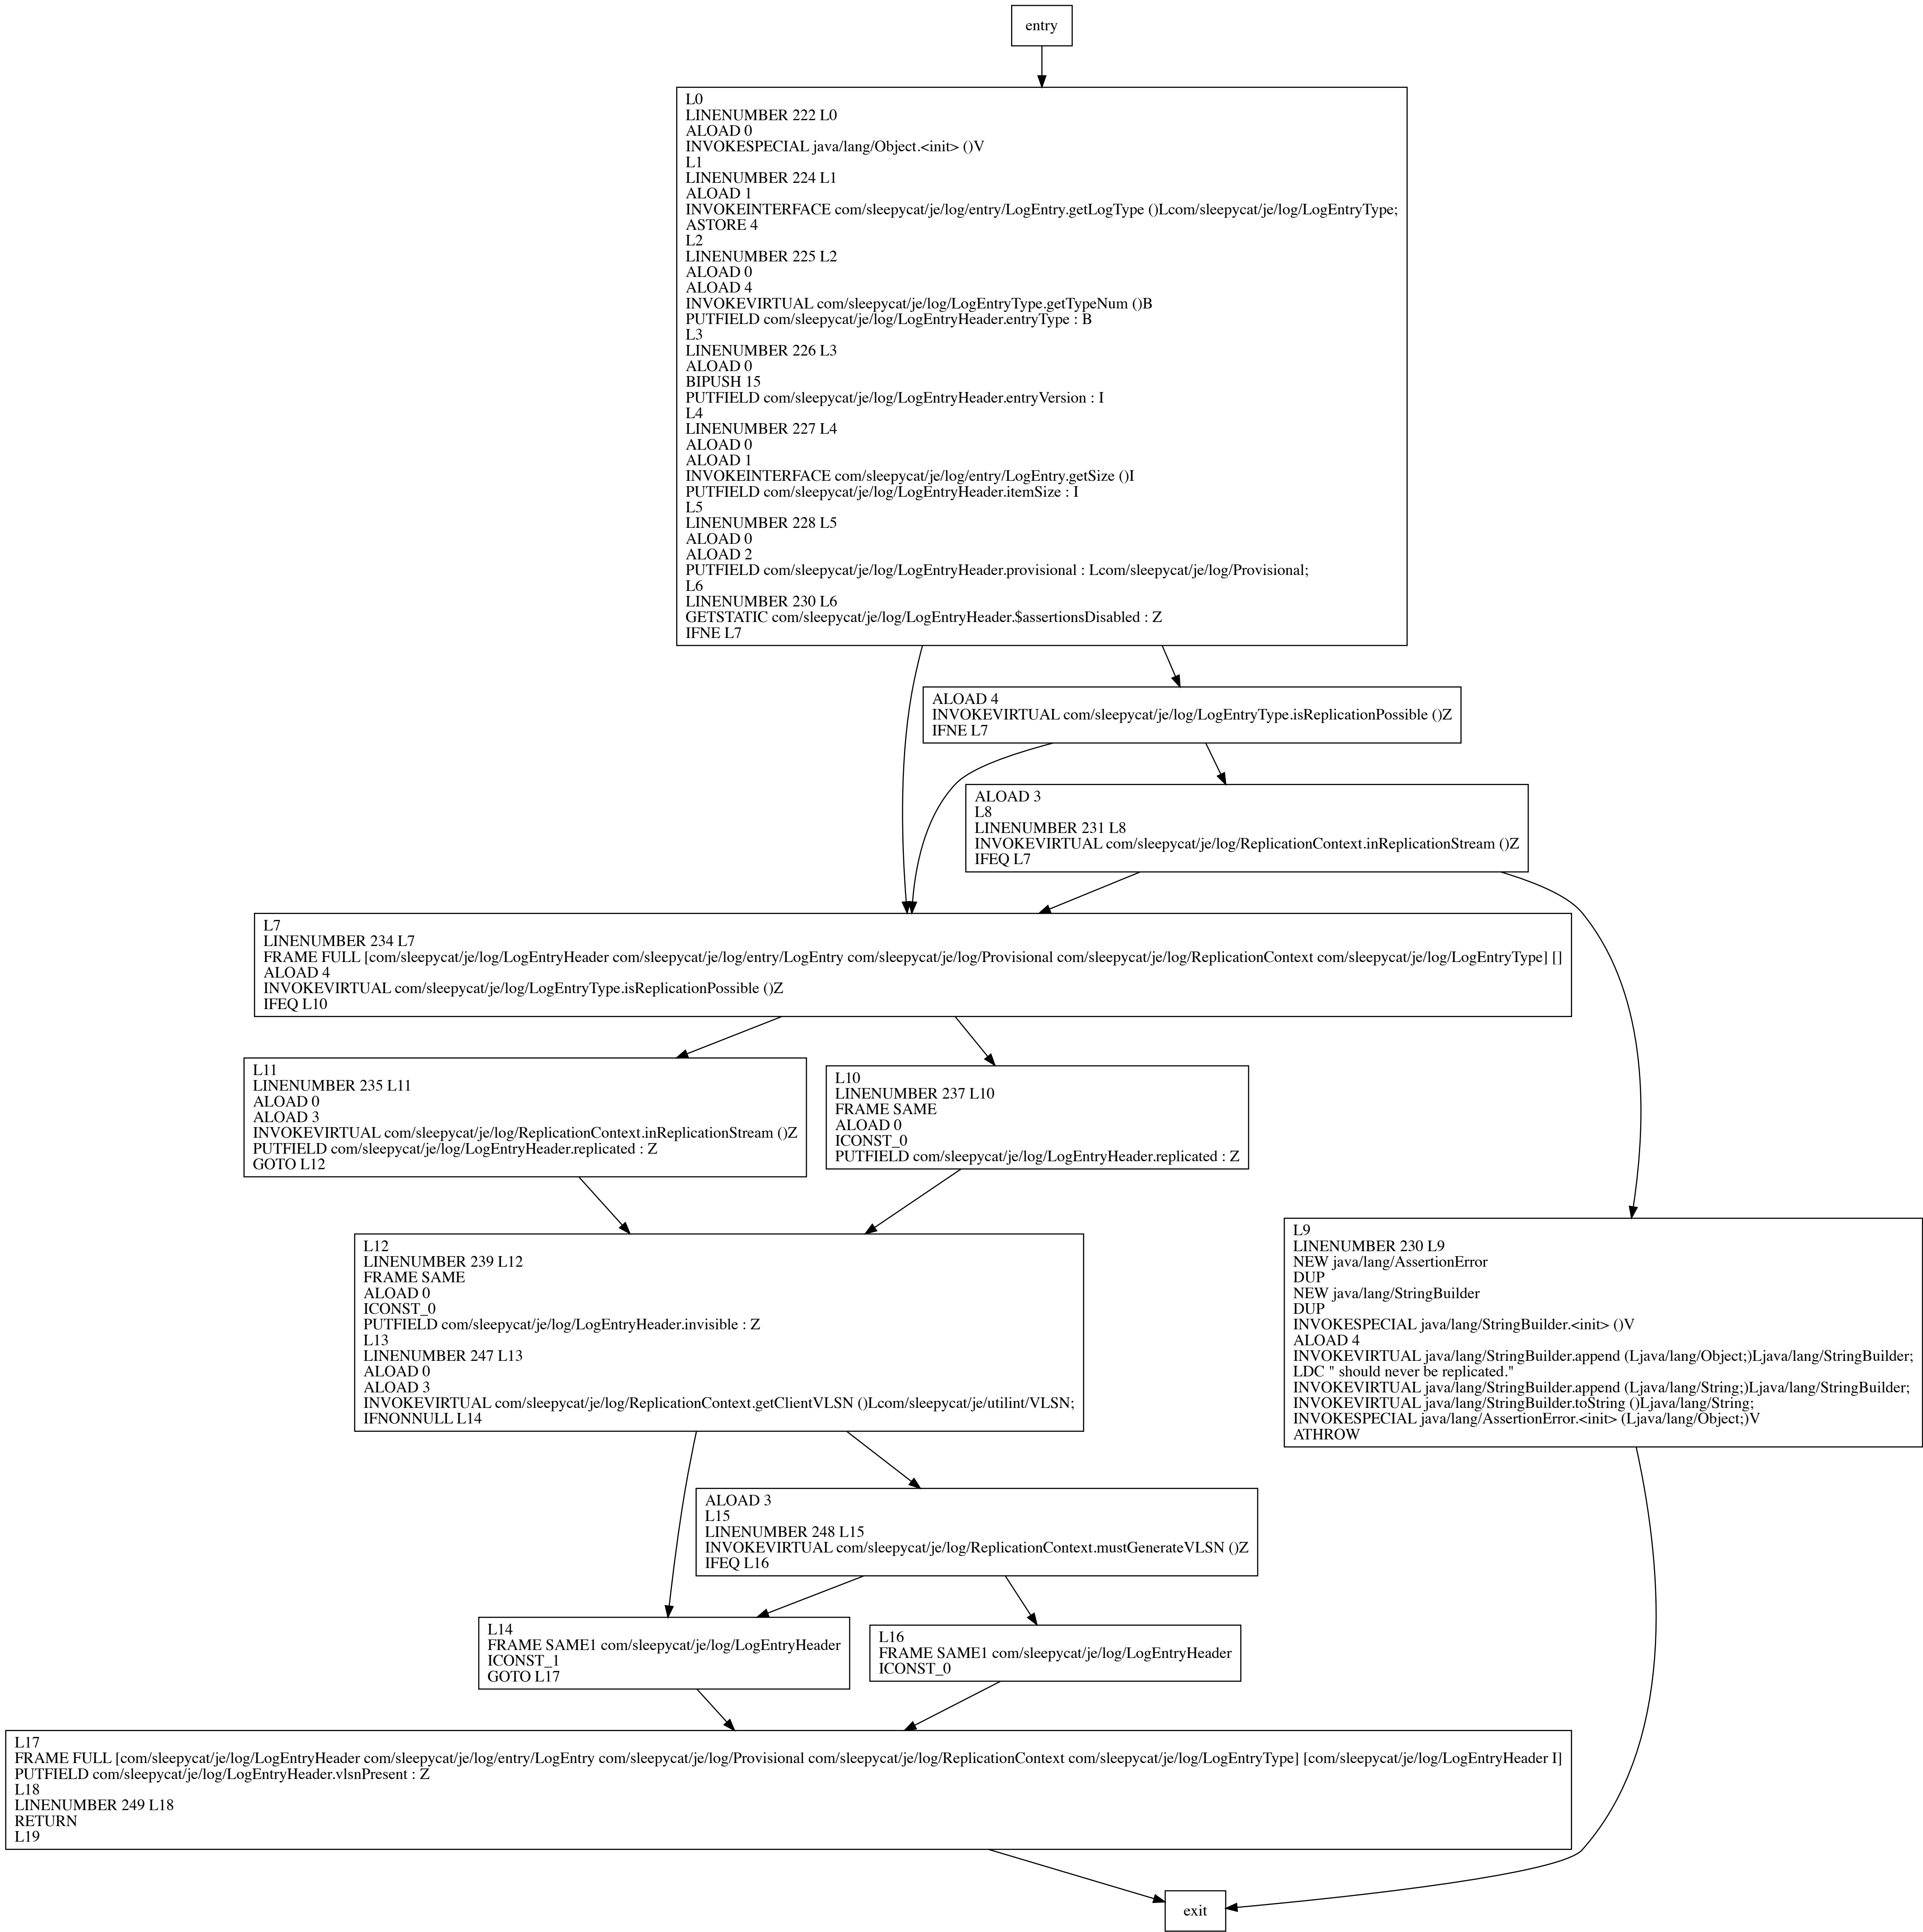 entry
L0
LINENUMBER 222 L0
ALOAD 0
INVOKESPECIAL java/lang/Object.<init> ()V
L1
LINENUMBER 224 L1
ALOAD 1
INVOKEINTERFACE com/sleepycat/je/log/entry/LogEntry.getLogType ()Lcom/sleepycat/je/log/LogEntryType;
ASTORE 4
L2
LINENUMBER 225 L2
ALOAD 0
ALOAD 4
INVOKEVIRTUAL com/sleepycat/je/log/LogEntryType.getTypeNum ()B
PUTFIELD com/sleepycat/je/log/LogEntryHeader.entryType : B
L3
LINENUMBER 226 L3
ALOAD 0
BIPUSH 15
PUTFIELD com/sleepycat/je/log/LogEntryHeader.entryVersion : I
L4
LINENUMBER 227 L4
ALOAD 0
ALOAD 1
INVOKEINTERFACE com/sleepycat/je/log/entry/LogEntry.getSize ()I
PUTFIELD com/sleepycat/je/log/LogEntryHeader.itemSize : I
L5
LINENUMBER 228 L5
ALOAD 0
ALOAD 2
PUTFIELD com/sleepycat/je/log/LogEntryHeader.provisional : Lcom/sleepycat/je/log/Provisional;
L6
LINENUMBER 230 L6
GETSTATIC com/sleepycat/je/log/LogEntryHeader.$assertionsDisabled : Z
IFNE L7
ALOAD 4
INVOKEVIRTUAL com/sleepycat/je/log/LogEntryType.isReplicationPossible ()Z
IFNE L7
ALOAD 3
L8
LINENUMBER 231 L8
INVOKEVIRTUAL com/sleepycat/je/log/ReplicationContext.inReplicationStream ()Z
IFEQ L7
L7
LINENUMBER 234 L7
FRAME FULL [com/sleepycat/je/log/LogEntryHeader com/sleepycat/je/log/entry/LogEntry com/sleepycat/je/log/Provisional com/sleepycat/je/log/ReplicationContext com/sleepycat/je/log/LogEntryType] []
ALOAD 4
INVOKEVIRTUAL com/sleepycat/je/log/LogEntryType.isReplicationPossible ()Z
IFEQ L10
L11
LINENUMBER 235 L11
ALOAD 0
ALOAD 3
INVOKEVIRTUAL com/sleepycat/je/log/ReplicationContext.inReplicationStream ()Z
PUTFIELD com/sleepycat/je/log/LogEntryHeader.replicated : Z
GOTO L12
L10
LINENUMBER 237 L10
FRAME SAME
ALOAD 0
ICONST_0
PUTFIELD com/sleepycat/je/log/LogEntryHeader.replicated : Z
L9
LINENUMBER 230 L9
NEW java/lang/AssertionError
DUP
NEW java/lang/StringBuilder
DUP
INVOKESPECIAL java/lang/StringBuilder.<init> ()V
ALOAD 4
INVOKEVIRTUAL java/lang/StringBuilder.append (Ljava/lang/Object;)Ljava/lang/StringBuilder;
LDC " should never be replicated."
INVOKEVIRTUAL java/lang/StringBuilder.append (Ljava/lang/String;)Ljava/lang/StringBuilder;
INVOKEVIRTUAL java/lang/StringBuilder.toString ()Ljava/lang/String;
INVOKESPECIAL java/lang/AssertionError.<init> (Ljava/lang/Object;)V
ATHROW
L12
LINENUMBER 239 L12
FRAME SAME
ALOAD 0
ICONST_0
PUTFIELD com/sleepycat/je/log/LogEntryHeader.invisible : Z
L13
LINENUMBER 247 L13
ALOAD 0
ALOAD 3
INVOKEVIRTUAL com/sleepycat/je/log/ReplicationContext.getClientVLSN ()Lcom/sleepycat/je/utilint/VLSN;
IFNONNULL L14
ALOAD 3
L15
LINENUMBER 248 L15
INVOKEVIRTUAL com/sleepycat/je/log/ReplicationContext.mustGenerateVLSN ()Z
IFEQ L16
L14
FRAME SAME1 com/sleepycat/je/log/LogEntryHeader
ICONST_1
GOTO L17
L16
FRAME SAME1 com/sleepycat/je/log/LogEntryHeader
ICONST_0
L17
FRAME FULL [com/sleepycat/je/log/LogEntryHeader com/sleepycat/je/log/entry/LogEntry com/sleepycat/je/log/Provisional com/sleepycat/je/log/ReplicationContext com/sleepycat/je/log/LogEntryType] [com/sleepycat/je/log/LogEntryHeader I]
PUTFIELD com/sleepycat/je/log/LogEntryHeader.vlsnPresent : Z
L18
LINENUMBER 249 L18
RETURN
L19
exit